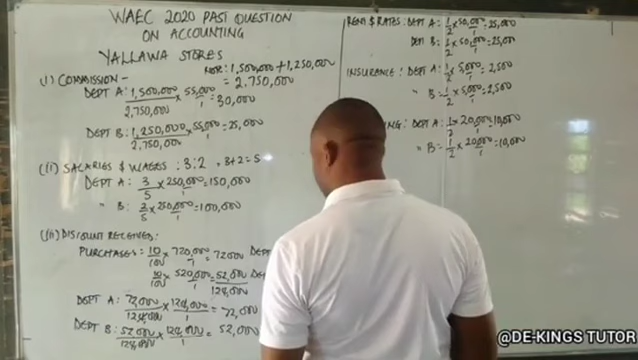 WAEC 2020 PAST QUESTION
ON ACCOUNTING
YALLAWA STORES
NOTE: 1,500,000 + 1,250,000
= 2,750,000
(i) COMMISSION -
DEPT A: 1,500,000/2,750,000 × 55,000/1 = 30,000
DEPT B: 1,250,000/2,750,000 × 55,000/1 = 25,000
(ii) SALARIES & WAGES : 3:2 = 3+2 = 5
DEPT A: 3/5 × 250,000/1 = 150,000
" B: 2/5 × 250,000/1 = 100,000
(iii) DISCOUNT RECEIVED:
PURCHASES = 10/100 × 720,000/1 = 72,000 DEPT
10/100 × 520,000/1 = 52,000 DEPT
124,000
DEPT A: 72,000/124,000 × 124,000/1 = 72,000
DEPT B: 52,000/124,000 × 124,000/1 = 52,000
RENT & RATES: DEPT A: 1/2 × 50,000/1 = 25,000
DEPT B: 1/2 × 50,000/1 = 25,000
INSURANCE: DEPT A: 1/2 × 5,000/1 = 2,500
" B = 1/2 × 5,000/1 = 2,500
NG: DEPT A: 1/2 × 20,000/1 = 10,000
" B = 1/2 × 20,000/1 = 10,000
@DE-KINGS TUTOR